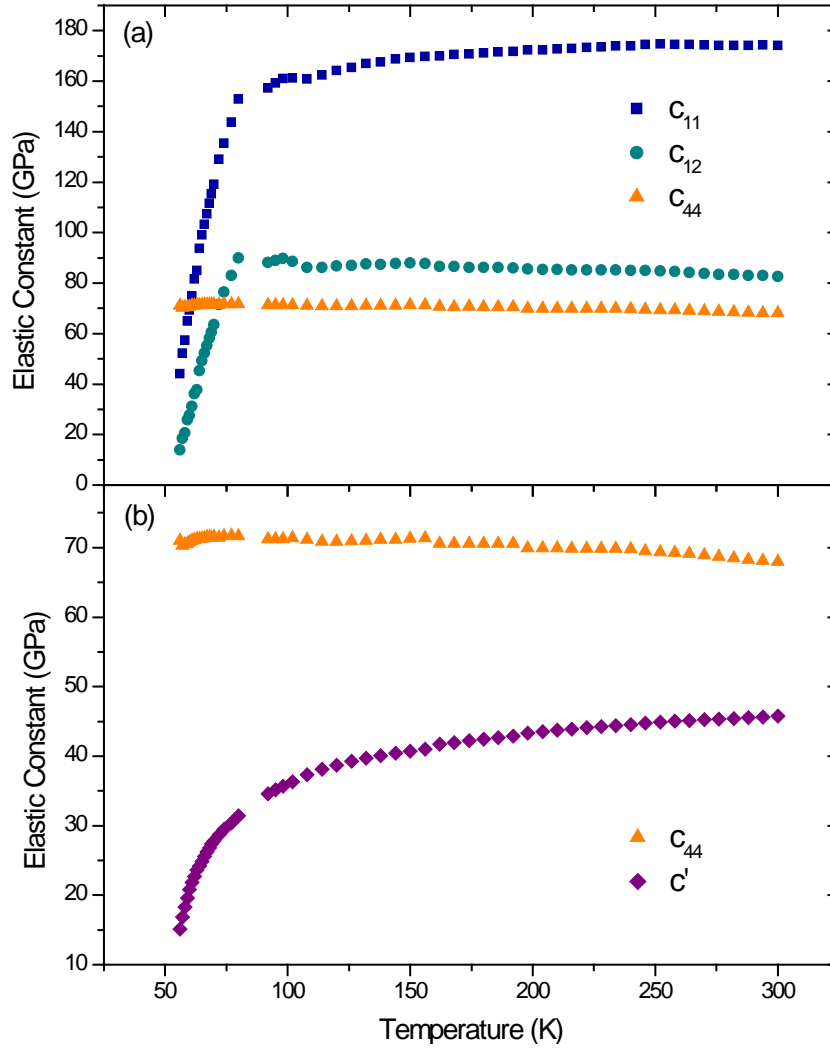 (a)
180
160
140
120
100
80
60
40
20
0
Elastic Constant (GPa)
c11
c12
c44
(b)
70
60
50
40
30
20
10
Elastic Constant (GPa)
c44
c'
50 100 150 200 250 300
Temperature (K)